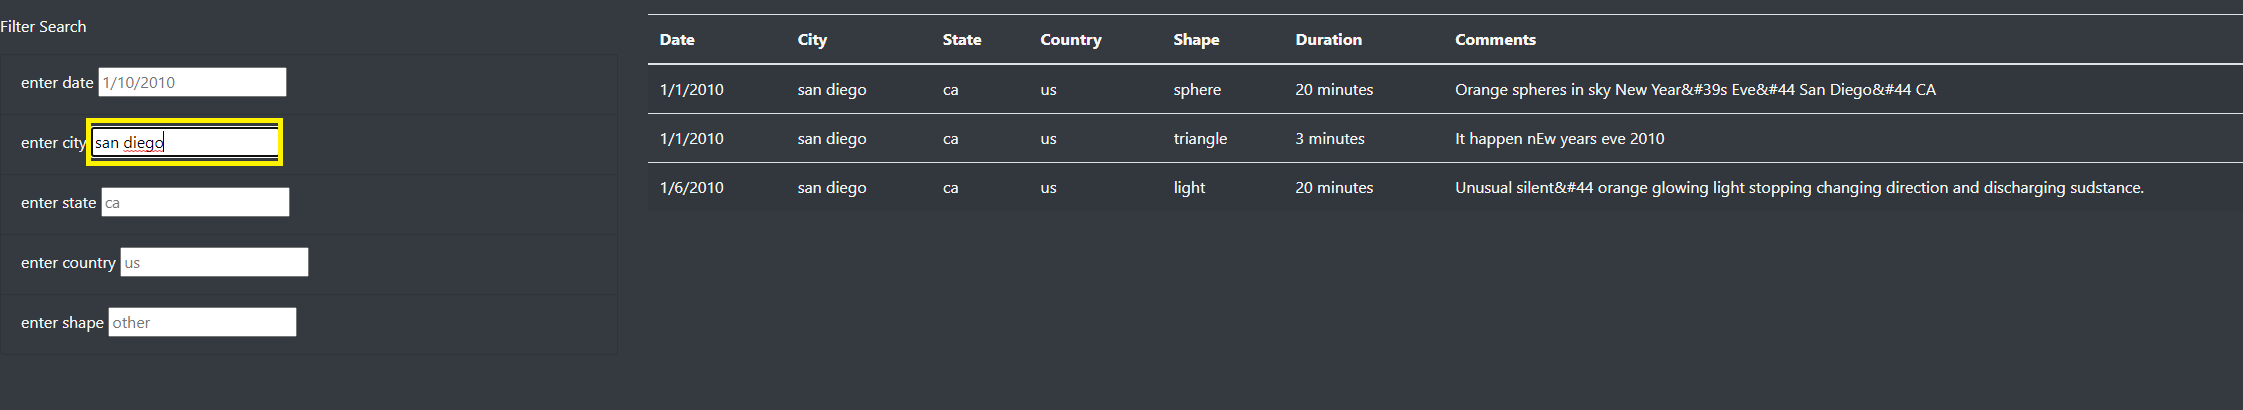 Filter Search
enter date 1/10/2010
enter city san diego
enter state ca
enter country us
enter shape other
Date City State Country Shape Duration Comments
1/1/2010 san diego ca us sphere 20 minutes Orange spheres in sky New Year&#39s Eve&#44 San Diego&#44 CA
1/1/2010 san diego ca us triangle 3 minutes It happen nEw years eve 2010
1/6/2010 san diego ca us light 20 minutes Unusual silent&#44 orange glowing light stopping changing direction and discharging sudstance.